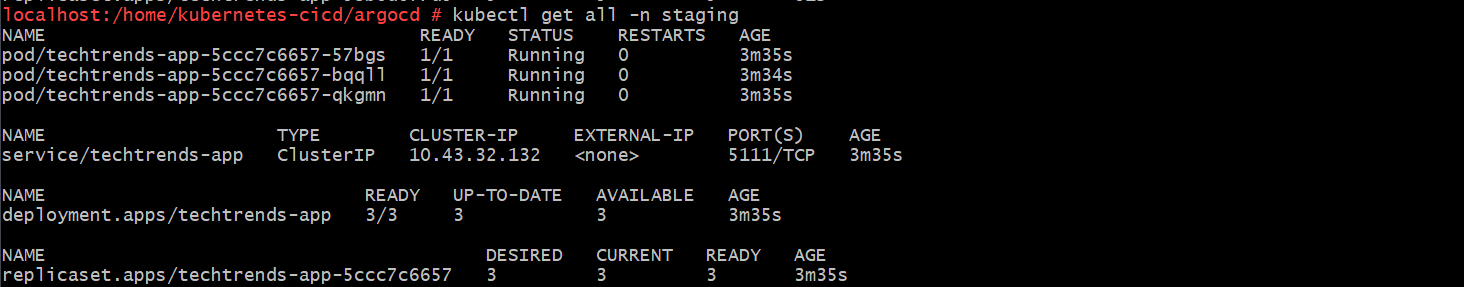 localhost:/home/kubernetes-cicd/argocd # kubectl get all -n staging
NAME                                  READY   STATUS    RESTARTS   AGE
pod/techtrends-app-5ccc7c6657-57bgs   1/1     Running   0          3m35s
pod/techtrends-app-5ccc7c6657-bqqll   1/1     Running   0          3m34s
pod/techtrends-app-5ccc7c6657-qkgmn   1/1     Running   0          3m35s
NAME                     TYPE        CLUSTER-IP     EXTERNAL-IP   PORT(S)    AGE
service/techtrends-app   ClusterIP   10.43.32.132   <none>        5111/TCP   3m35s
NAME                             READY   UP-TO-DATE   AVAILABLE   AGE
deployment.apps/techtrends-app   3/3     3            3           3m35s
NAME                                        DESIRED   CURRENT   READY   AGE
replicaset.apps/techtrends-app-5ccc7c6657   3         3         3       3m35s